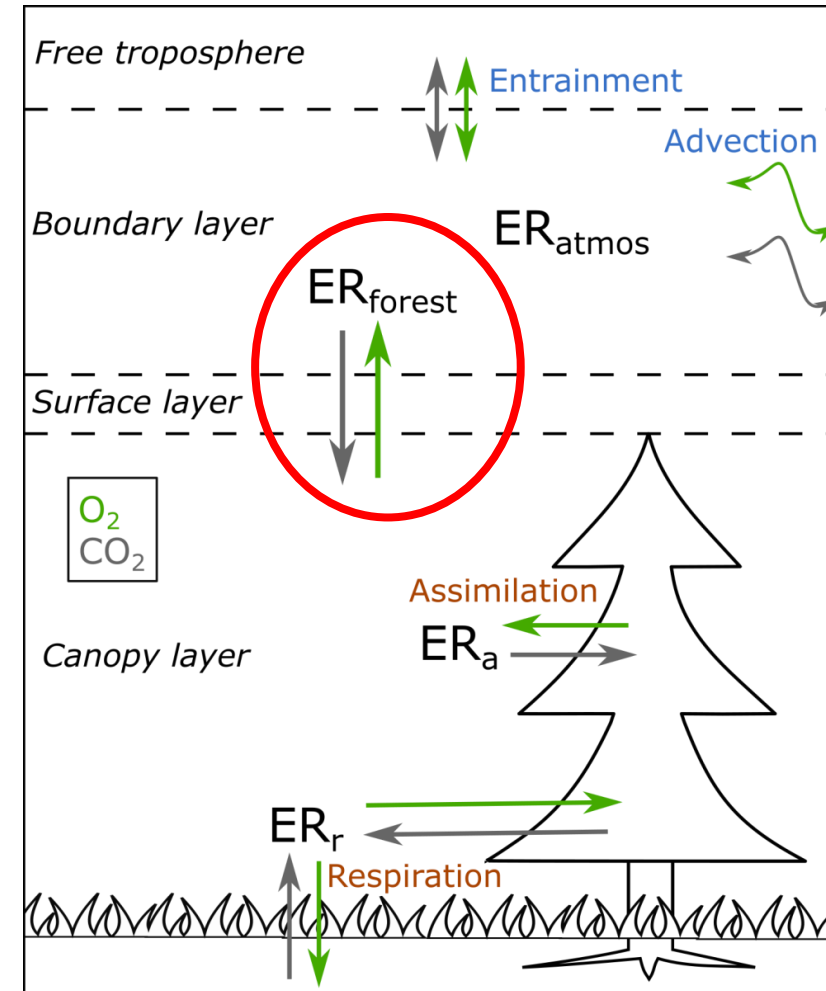 Free troposphere
Entrainment
Advection
Boundary layer
ER_atmos
ER_forest
Surface layer
O₂
CO₂
Assimilation
ER_a
Canopy layer
ER_r
Respiration